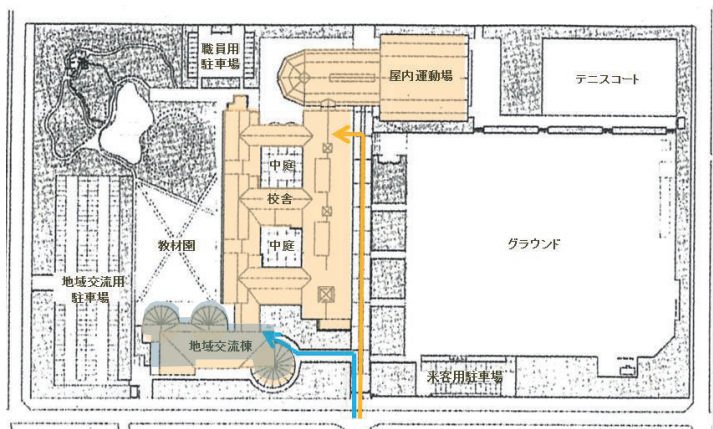 職員用
駐車場
屋内運動場
テニスコート
中庭
校舎
教材園
中庭
グラウンド
地域交流用
駐車場
地域交流棟
来客用駐車場